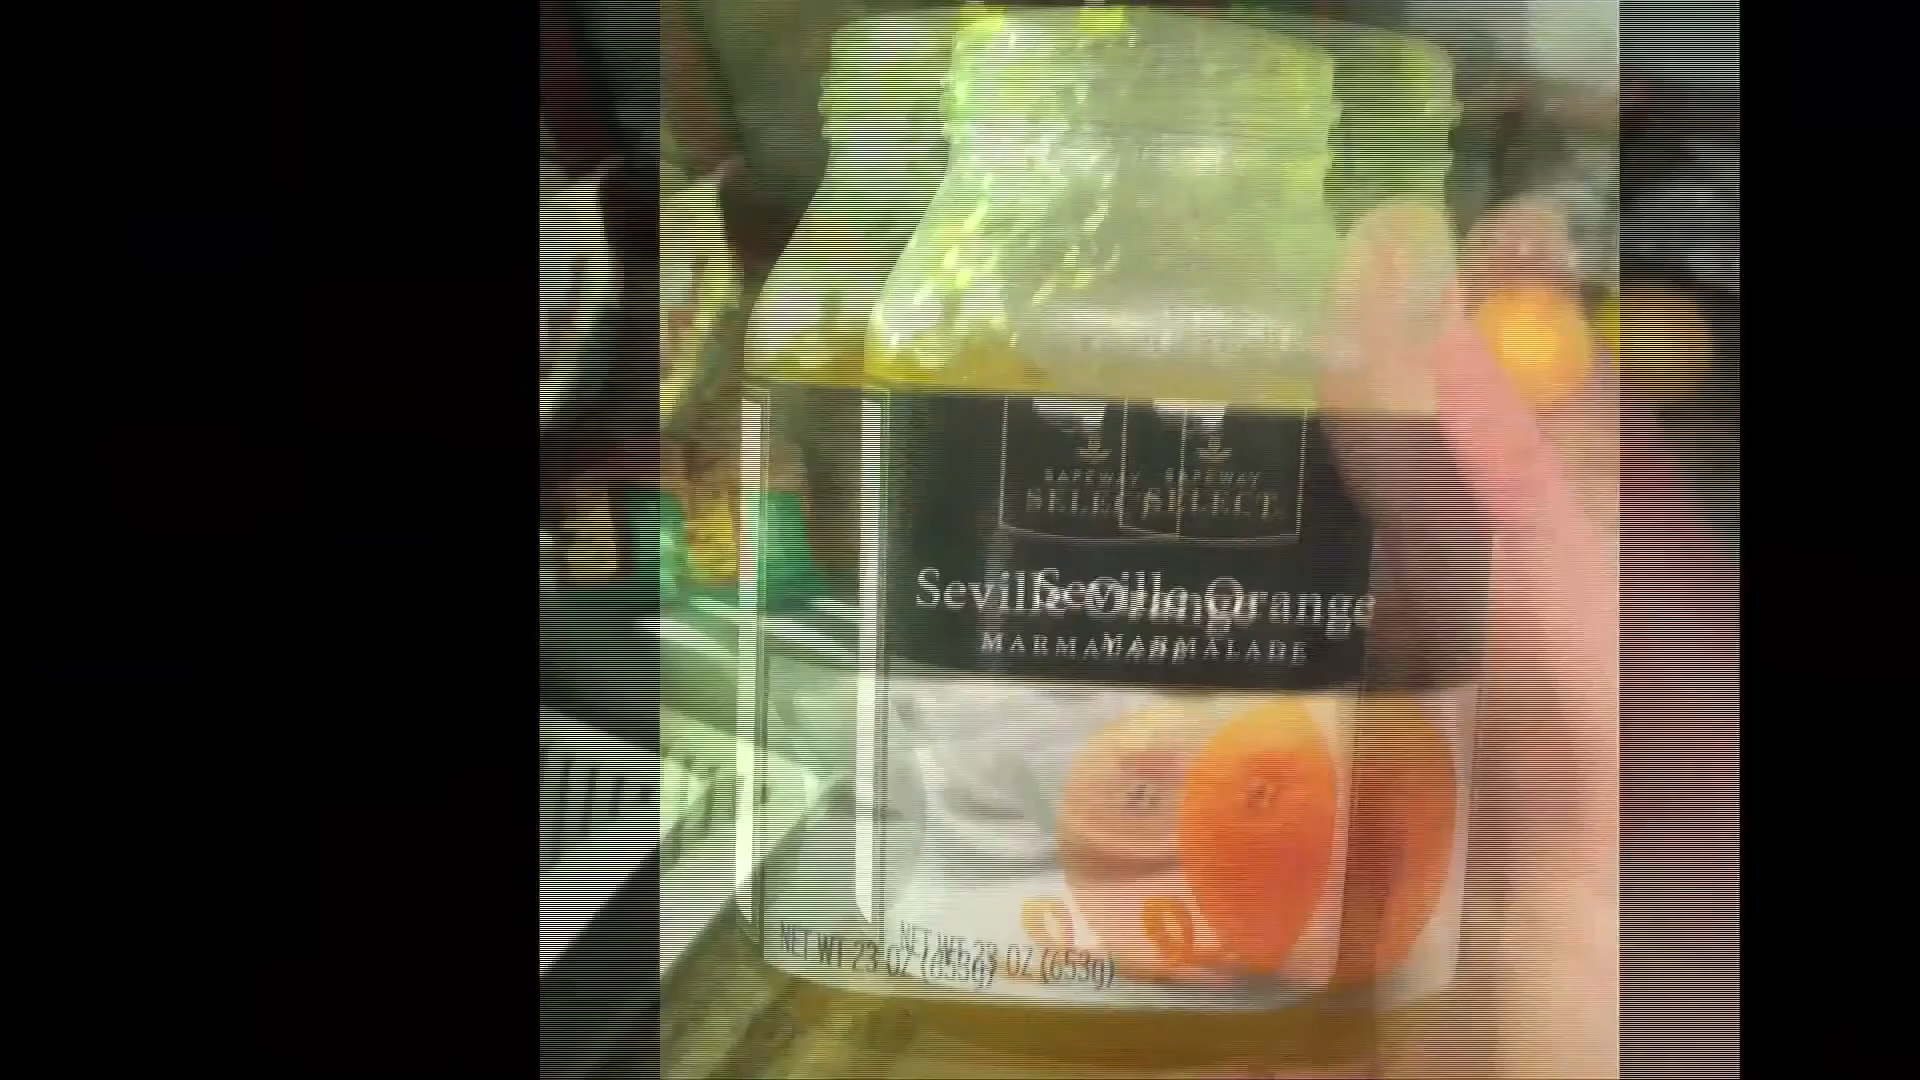 SAFEWAY
SELECT
Seville Orange
MARMALADE
NET WT 23 OZ (653g)